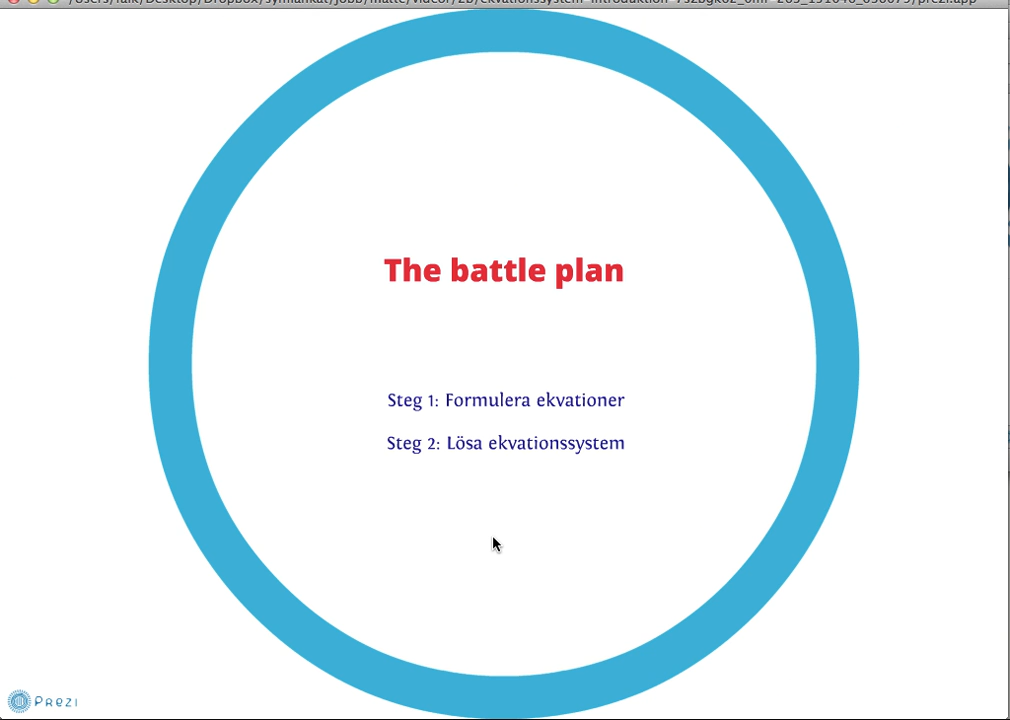 The battle plan
Steg 1: Formulera ekvationer
Steg 2: Lösa ekvationssystem
PREZI